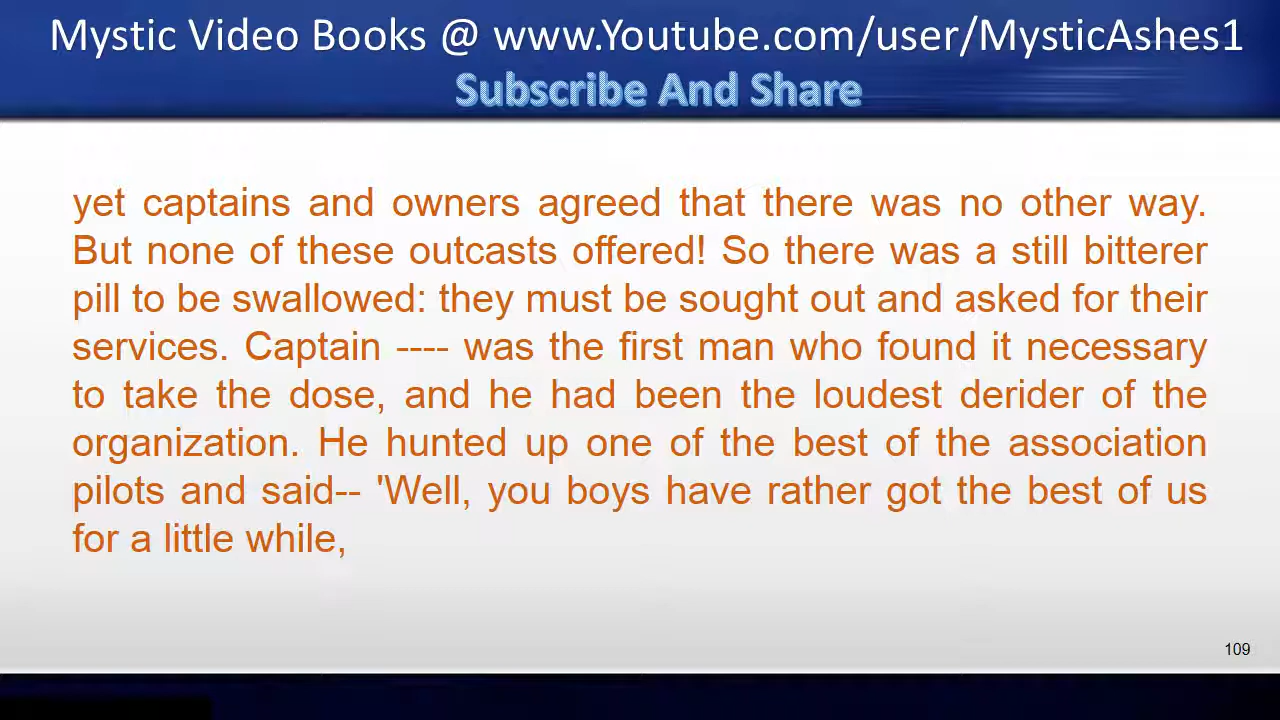 Mystic Video Books @ www.Youtube.com/user/MysticAshes1
Subscribe And Share
yet captains and owners agreed that there was no other way.
But none of these outcasts offered! So there was a still bitterer
pill to be swallowed: they must be sought out and asked for their
services. Captain ---- was the first man who found it necessary
to take the dose, and he had been the loudest derider of the
organization. He hunted up one of the best of the association
pilots and said-- 'Well, you boys have rather got the best of us
for a little while,
109